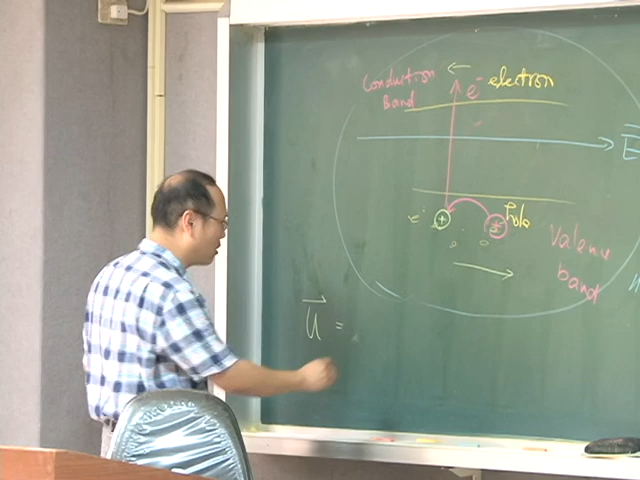 Conduction ← e⁻ electron
Band
E
e⁻ + + hole
Valence
band
u =